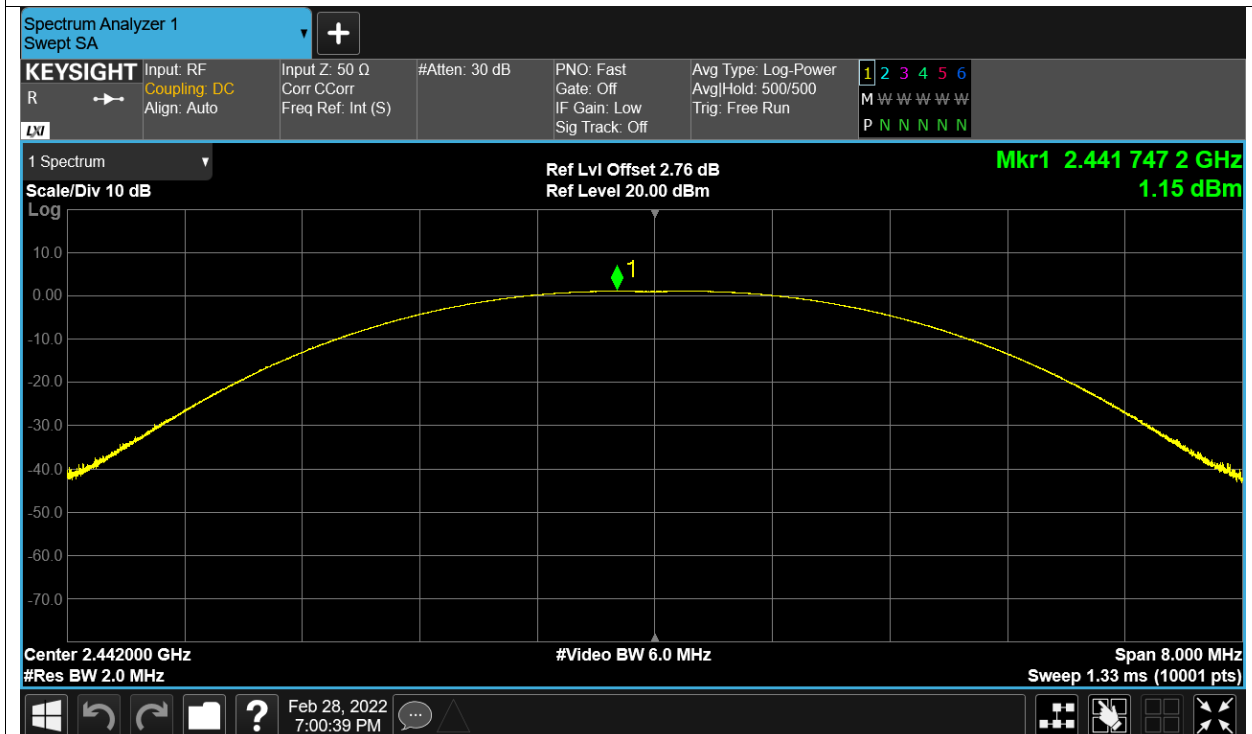 Spectrum Analyzer 1
Swept SA
+
KEYSIGHT
R
LXI
Input: RF
Coupling: DC
Align: Auto
Input Z: 50 Ω
Corr CCorr
Freq Ref: Int (S)
#Atten: 30 dB
PNO: Fast
Gate: Off
IF Gain: Low
Sig Track: Off
Avg Type: Log-Power
Avg|Hold: 500/500
Trig: Free Run
1 2 3 4 5 6
M W W W W W
P N N N N N
1 Spectrum
Scale/Div 10 dB
Log
Ref Lvl Offset 2.76 dB
Ref Level 20.00 dBm
Mkr1 2.441 747 2 GHz
1.15 dBm
10.0
1
0.00
-10.0
-20.0
-30.0
-40.0
-50.0
-60.0
-70.0
Center 2.442000 GHz
#Res BW 2.0 MHz
#Video BW 6.0 MHz
Span 8.000 MHz
Sweep 1.33 ms (10001 pts)
?
Feb 28, 2022
7:00:39 PM